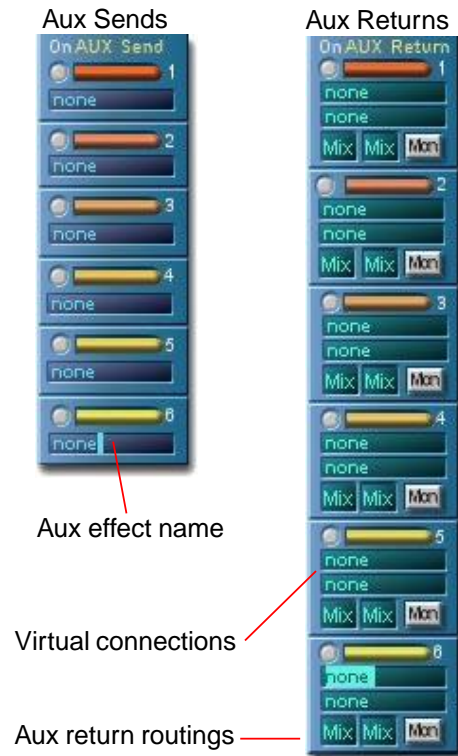 Aux Sends
On AUX Send
1
none
2
none
3
none
4
none
5
none
6
none
Aux effect name
Virtual connections
Aux return routings
Aux Returns
On AUX Return
1
none
none
Mix Mix Mon
2
none
none
Mix Mix Mon
3
none
none
Mix Mix Mon
4
none
none
Mix Mix Mon
5
none
none
Mix Mix Mon
6
none
none
Mix Mix Mon